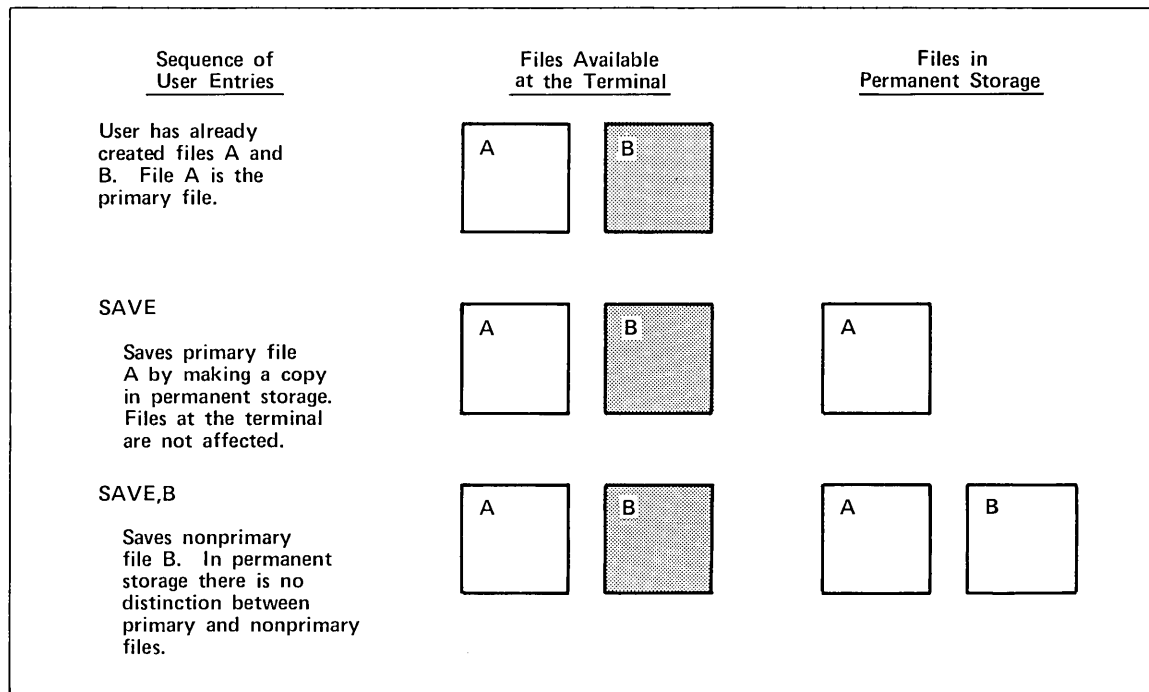 Sequence of
User Entries
Files Available
at the Terminal
Files in
Permanent Storage
User has already
created files A and
B. File A is the
primary file.
A
B
SAVE
Saves primary file
A by making a copy
in permanent storage.
Files at the terminal
are not affected.
A
B
A
SAVE,B
Saves nonprimary
file B. In permanent
storage there is no
distinction between
primary and nonprimary
files.
A
B
A
B